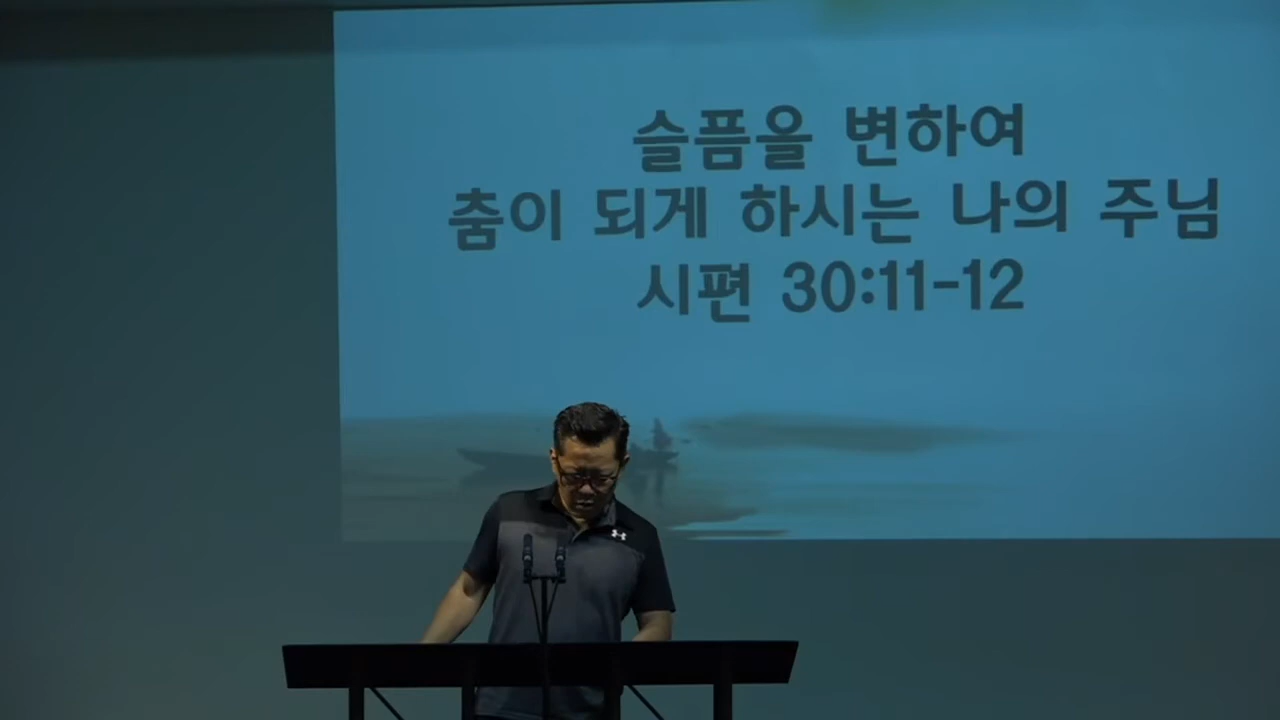 슬픔을 변하여
춤이 되게 하시는 나의 주님
시편 30:11-12